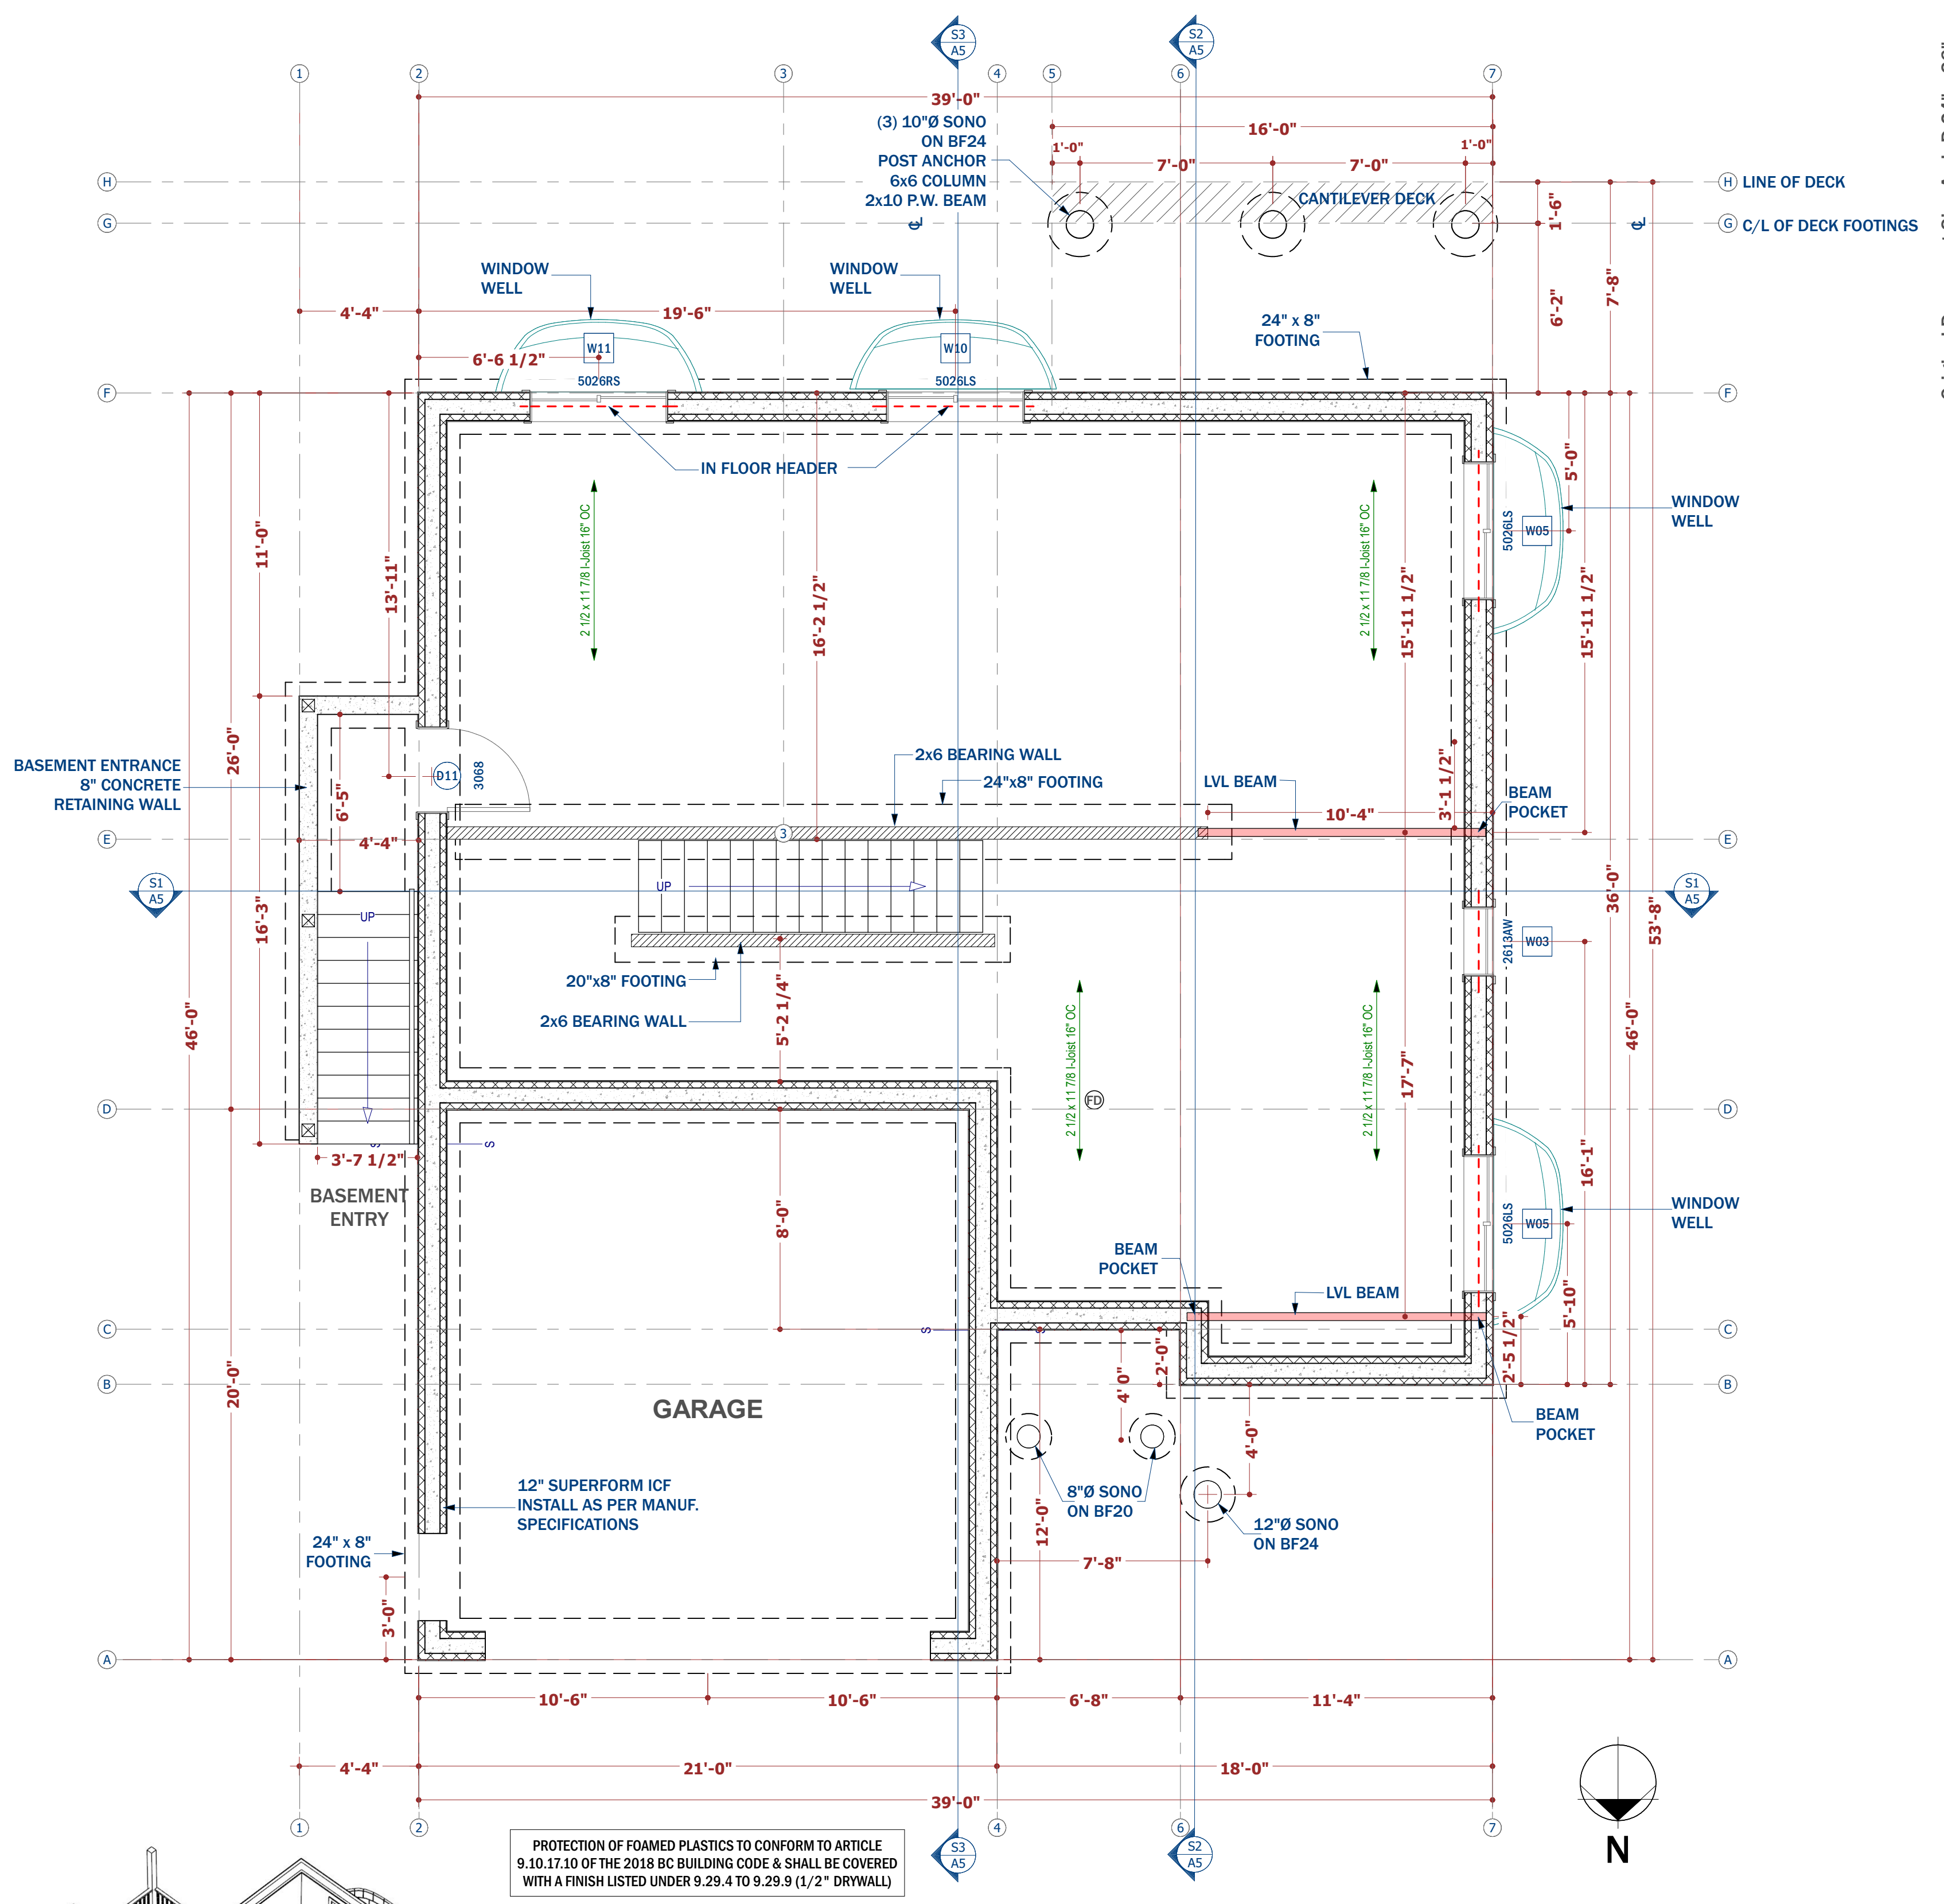 S3
A5
S2
A5
1
2
3
4
5
6
7
39'-0"
(3) 10"Ø SONO
ON BF24
POST ANCHOR
6x6 COLUMN
2x10 P.W. BEAM
16'-0"
1'-0"
7'-0"
7'-0"
1'-0"
H
H LINE OF DECK
CANTILEVER DECK
1'-6"
G
G C/L OF DECK FOOTINGS
6'-2"
7'-8"
WINDOW
WELL
WINDOW
WELL
4'-4"
19'-6"
24" x 8"
FOOTING
W11
W10
6'-6 1/2"
5026RS
5026LS
F
F
IN FLOOR HEADER
5'-0"
WINDOW
WELL
W05
5026LS
2 1/2 x 11 7/8 I-Joist 16" OC
2 1/2 x 11 7/8 I-Joist 16" OC
11'-0"
13'-11"
16'-2 1/2"
15'-11 1/2"
15'-11 1/2"
26'-0"
BASEMENT ENTRANCE
8" CONCRETE
RETAINING WALL
6'-5"
D11
3068
2x6 BEARING WALL
24"x8" FOOTING
LVL BEAM
3'-1 1/2"
BEAM
POCKET
10'-4"
E
4'-4"
3
E
S1
A5
UP
UP
S1
A5
16'-3"
36'-0"
53'-8"
W03
2613AW
20"x8" FOOTING
5'-2 1/4"
2x6 BEARING WALL
46'-0"
46'-0"
2 1/2 x 11 7/8 I-Joist 16" OC
2 1/2 x 11 7/8 I-Joist 16" OC
17'-7"
FD
D
D
S
S
3'-7 1/2"
BASEMENT
ENTRY
16'-1"
8'-0"
WINDOW
WELL
W05
5026LS
BEAM
POCKET
LVL BEAM
5'-10"
C
S
S
C
2'-5 1/2"
2'-0"
4' 0"
20'-0"
B
B
GARAGE
BEAM
POCKET
4'-0"
12" SUPERFORM ICF
INSTALL AS PER MANUF.
SPECIFICATIONS
8"Ø SONO
ON BF20
12'-0"
12"Ø SONO
ON BF24
24" x 8"
FOOTING
7'-8"
3'-0"
A
A
10'-6"
10'-6"
6'-8"
11'-4"
4'-4"
21'-0"
18'-0"
39'-0"
1
2
4
6
7
S3
A5
S2
A5
N
PROTECTION OF FOAMED PLASTICS TO CONFORM TO ARTICLE
9.10.17.10 OF THE 2018 BC BUILDING CODE & SHALL BE COVERED
WITH A FINISH LISTED UNDER 9.29.4 TO 9.29.9 (1/2" DRYWALL)